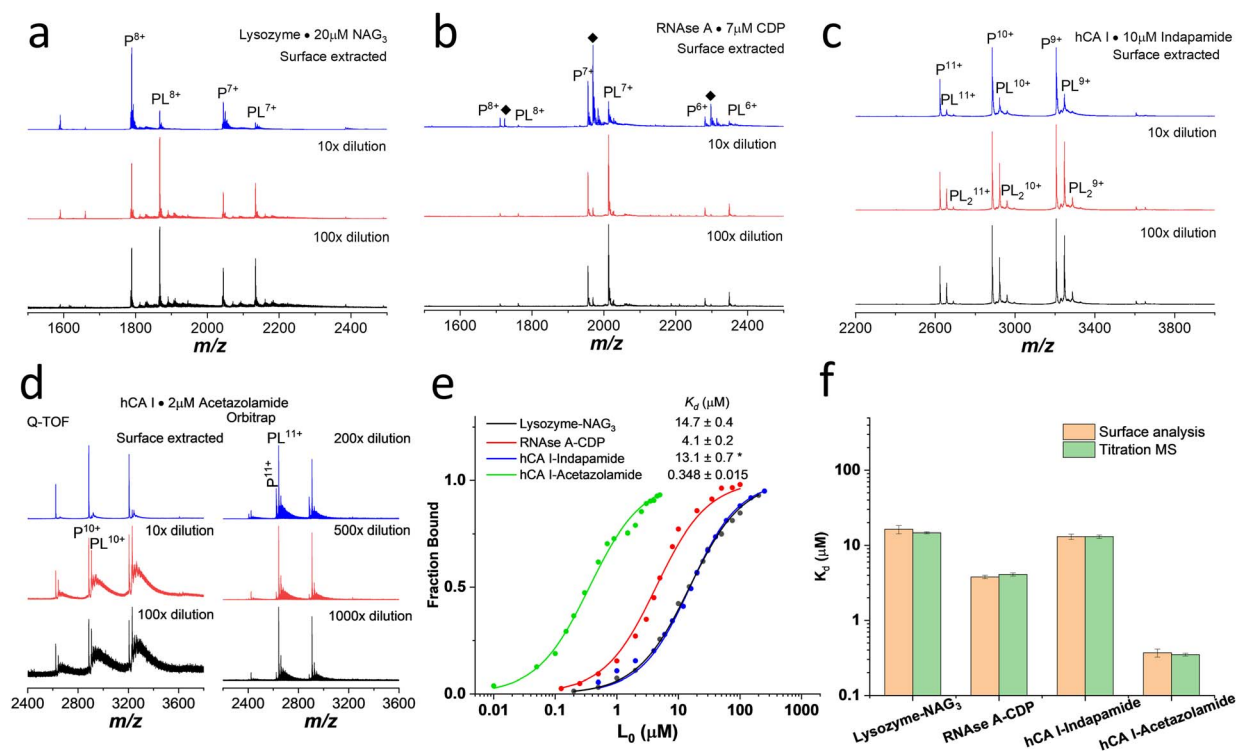 a
P⁸⁺
Lysozyme • 20μM NAG₃
Surface extracted
PL⁸⁺
P⁷⁺
PL⁷⁺
10x dilution
100x dilution
1600 1800 2000 2200 2400
m/z
b
RNAse A • 7μM CDP
Surface extracted
P⁸⁺
PL⁸⁺
P⁷⁺
PL⁷⁺
P⁶⁺
PL⁶⁺
10x dilution
100x dilution
1600 1800 2000 2200 2400
m/z
c
hCA I • 10μM Indapamide
Surface extracted
P¹¹⁺
PL¹¹⁺
P¹⁰⁺
PL¹⁰⁺
P⁹⁺
PL⁹⁺
10x dilution
PL₂¹¹⁺
PL₂¹⁰⁺
PL₂⁹⁺
100x dilution
2200 2600 3000 3400 3800
m/z
d
hCA I • 2μM Acetazolamide
Q-TOF
Orbitrap
Surface extracted
10x dilution
P¹⁰⁺
PL¹⁰⁺
100x dilution
2400 2800 3200 3600
m/z
PL¹¹⁺
P¹¹⁺
200x dilution
500x dilution
1000x dilution
2400 2800 3200 3600
m/z
e
K_d (μM)
Lysozyme-NAG₃ 14.7 ± 0.4
RNAse A-CDP 4.1 ± 0.2
hCA I-Indapamide 13.1 ± 0.7 *
hCA I-Acetazolamide 0.348 ± 0.015
Fraction Bound
1.0
0.5
0.0
0.01 0.1 1 10 100 1000
L₀ (μM)
f
Surface analysis
Titration MS
K_d (μM)
100
10
1
0.1
Lysozyme-NAG₃
RNAse A-CDP
hCA I-Indapamide
hCA I-Acetazolamide